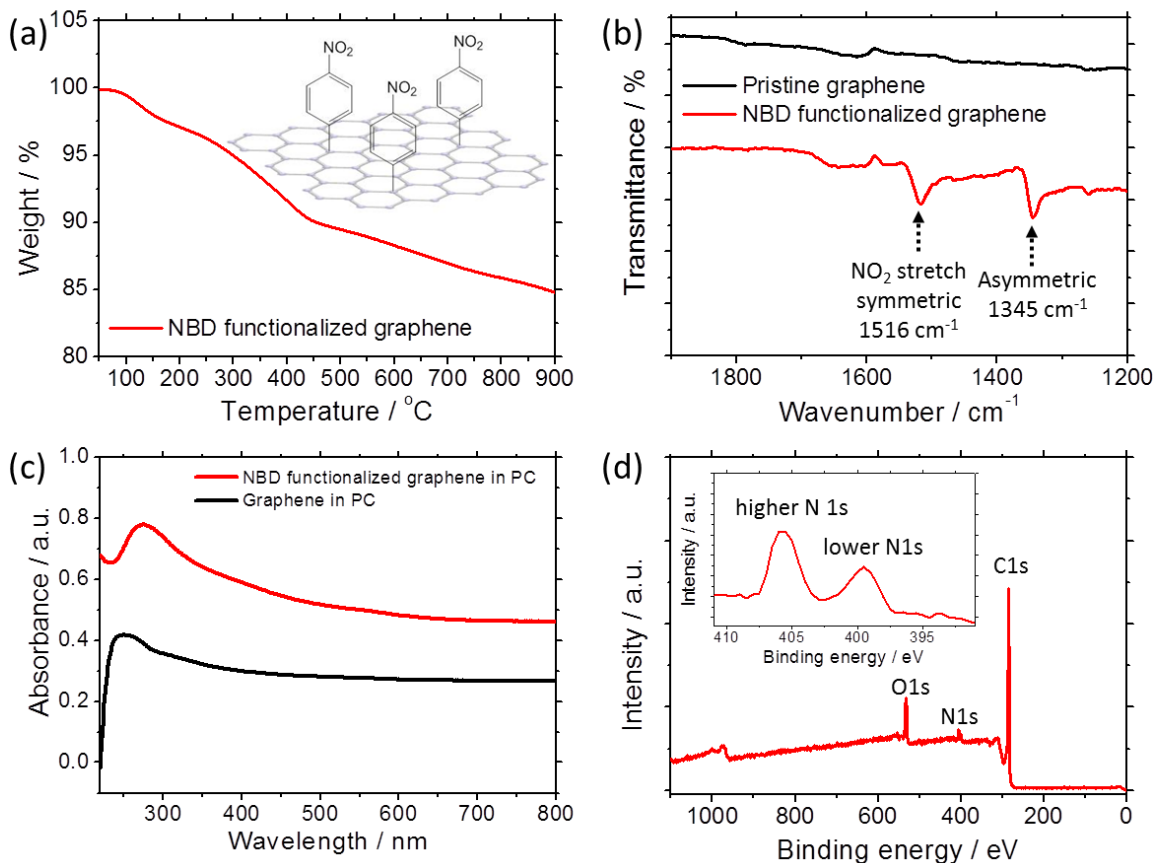 (a)
105
100
95
90
85
80
Weight / %
NO2
NO2
NO2
NBD functionalized graphene
100 200 300 400 500 600 700 800 900
Temperature / °C
(b)
Transmittance / %
Pristine graphene
NBD functionalized graphene
NO2 stretch
symmetric
1516 cm-1
Asymmetric
1345 cm-1
1800 1600 1400 1200
Wavenumber / cm-1
(c)
1.0
0.8
0.6
0.4
0.2
0.0
Absorbance / a.u.
NBD functionalized graphene in PC
Graphene in PC
300 400 500 600 700 800
Wavelength / nm
(d)
Intensity / a.u.
Intensity / a.u.
higher N 1s
lower N1s
410 405 400 395
Binding energy / eV
C1s
O1s
N1s
1000 800 600 400 200 0
Binding energy / eV